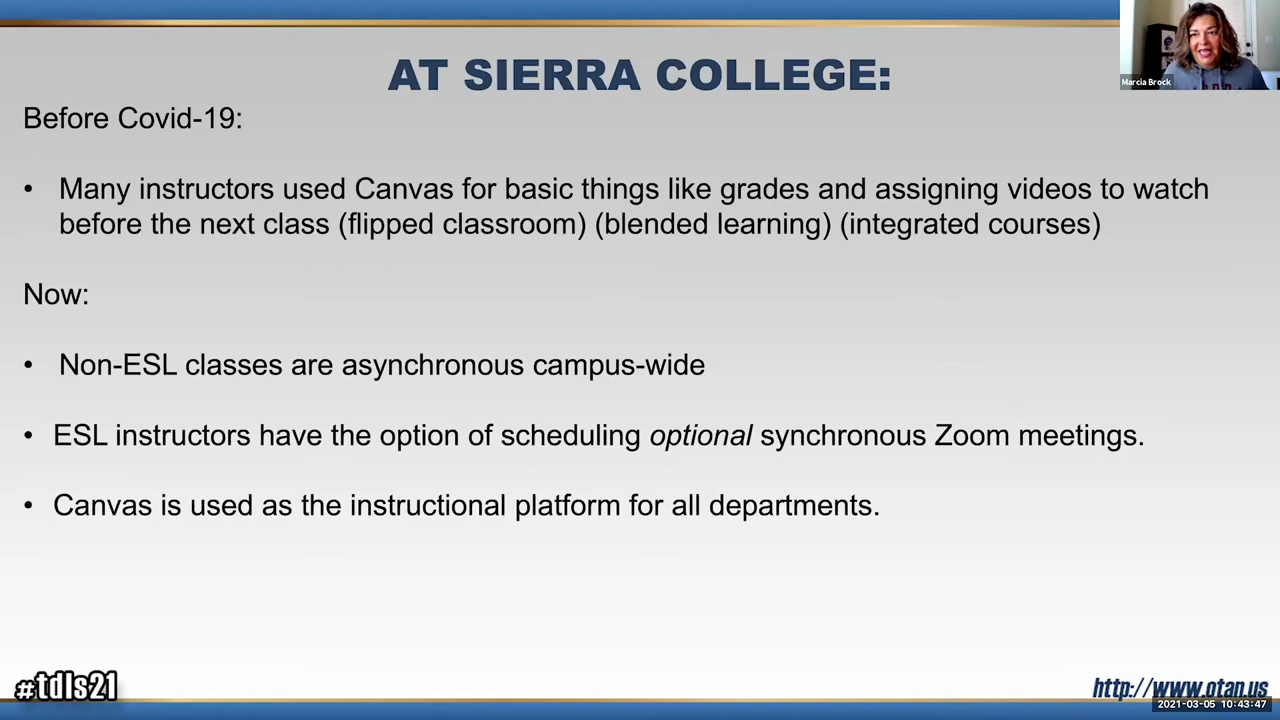 AT SIERRA COLLEGE:
Marcia Brock
Before Covid-19:
• Many instructors used Canvas for basic things like grades and assigning videos to watch
before the next class (flipped classroom) (blended learning) (integrated courses)
Now:
• Non-ESL classes are asynchronous campus-wide
• ESL instructors have the option of scheduling optional synchronous Zoom meetings.
• Canvas is used as the instructional platform for all departments.
#tdls21
http://www.otan.us
2021-03-05 10:43:47